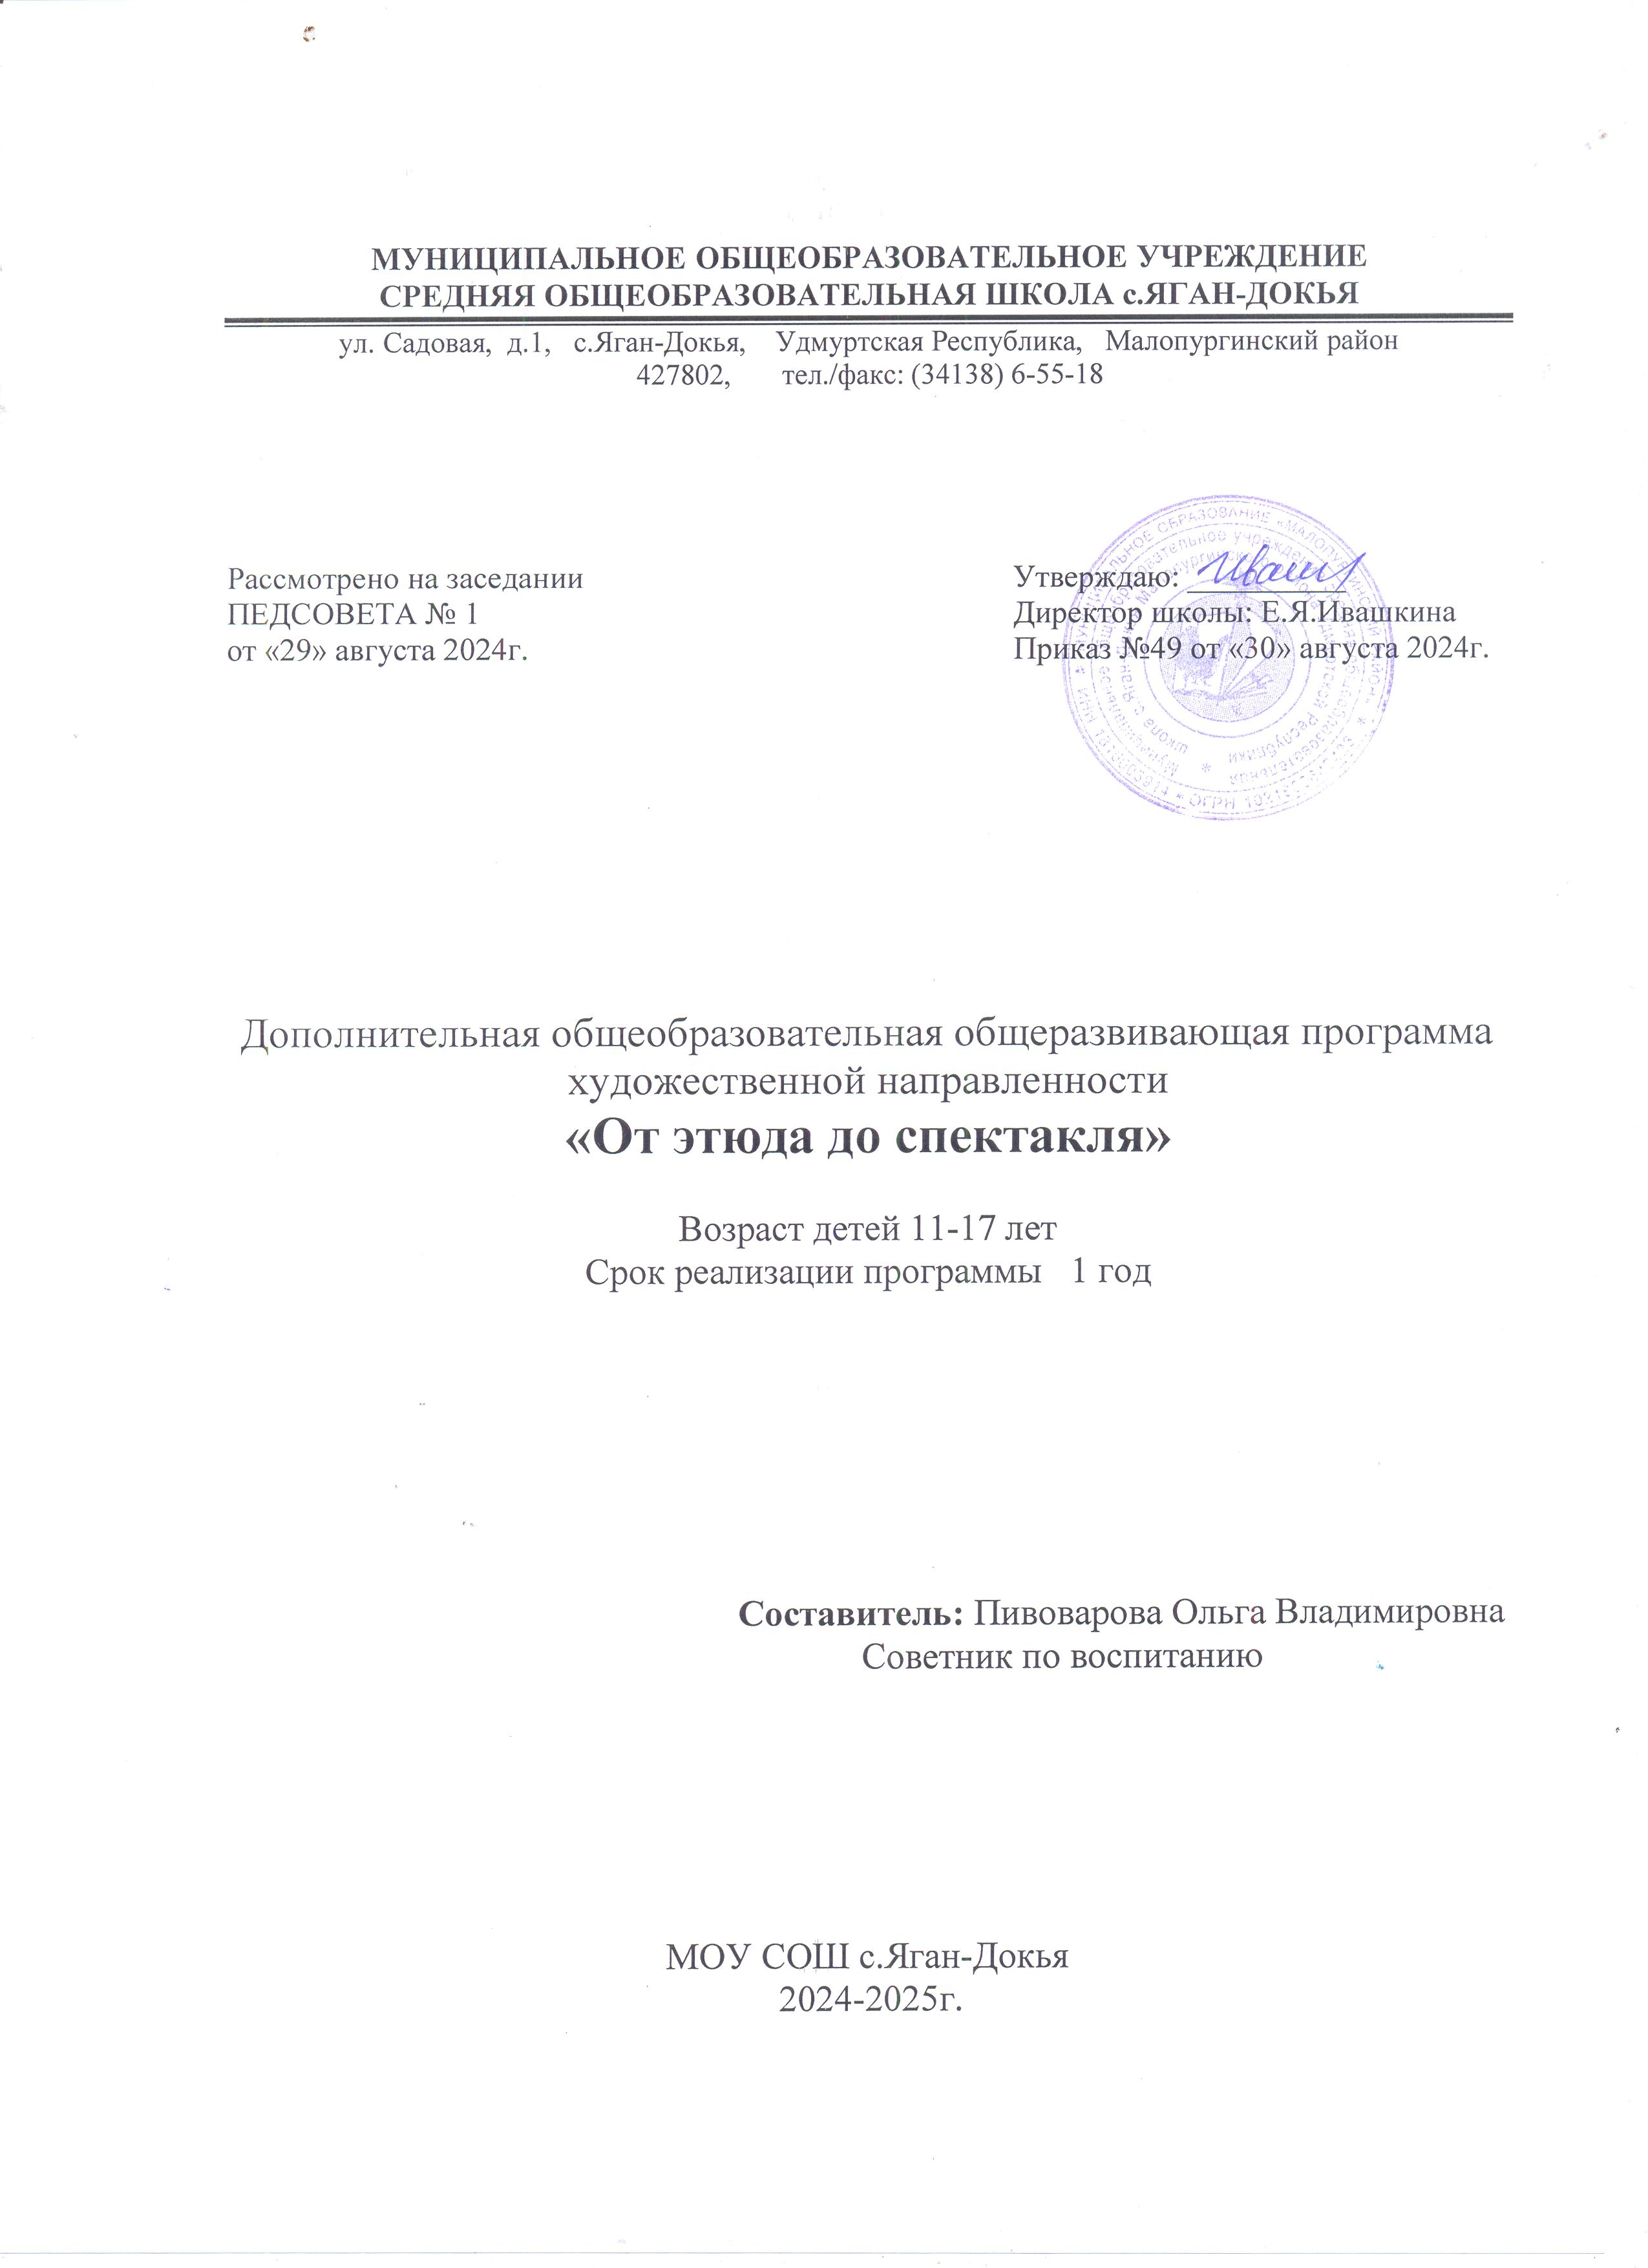 МУНИЦИПАЛЬНОЕ ОБЩЕОБРАЗОВАТЕЛЬНОЕ УЧРЕЖДЕНИЕ
СРЕДНЯЯ ОБЩЕОБРАЗОВАТЕЛЬНАЯ ШКОЛА с.ЯГАН-ДОКЬЯ
ул. Садовая, д.1, с.Яган-Докья, Удмуртская Республика, Малопургинский район
427802, тел./факс: (34138) 6-55-18
Рассмотрено на заседании
ПЕДСОВЕТА № 1
от «29» августа 2024г.
Утверждаю:
Директор школы: Е.Я.Ивашкина
Приказ №49 от «30» августа 2024г.
Дополнительная общеобразовательная общеразвивающая программа
художественной направленности
«От этюда до спектакля»
Возраст детей 11-17 лет
Срок реализации программы 1 год
Составитель: Пивоварова Ольга Владимировна
Советник по воспитанию
МОУ СОШ с.Яган-Докья
2024-2025г.